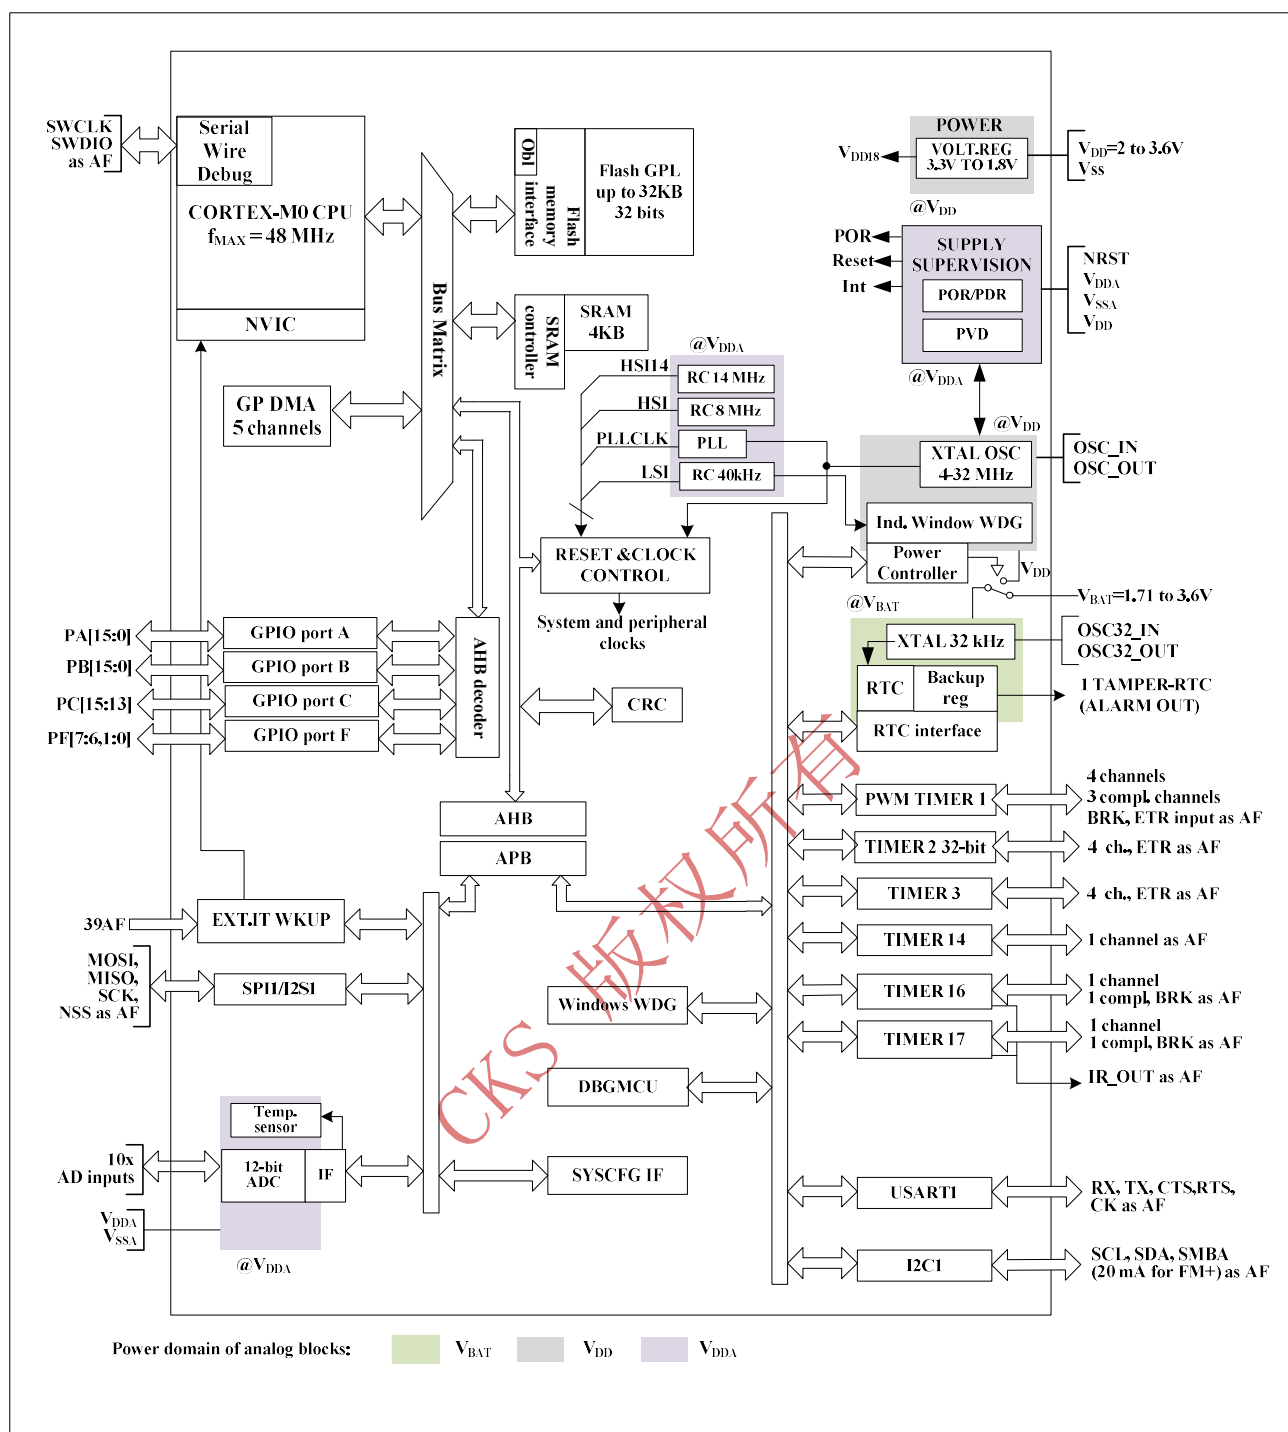 SWCLK
SWDIO
as AF
Serial
Wire
Debug
CORTEX-M0 CPU
fMAX = 48 MHz
NVIC
GP DMA
5 channels
Bus Matrix
Obl
Flash
memory
interface
Flash GPL
up to 32KB
32 bits
SRAM
controller
SRAM
4KB
POWER
VOLT.REG
3.3V TO 1.8V
VDD18
VDD=2 to 3.6V
Vss
@VDD
POR
Reset
Int
SUPPLY
SUPERVISION
POR/PDR
PVD
NRST
VDDA
VSSA
VDD
@VDDA
@VDDA
HSI14
RC 14 MHz
HSI
RC 8 MHz
PLLCLK
PLL
LSI
RC 40kHz
@VDD
XTAL OSC
4-32 MHz
OSC_IN
OSC_OUT
Ind. Window WDG
Power
Controller
VDD
RESET &CLOCK
CONTROL
System and peripheral
clocks
@VBAT
VBAT=1.71 to 3.6V
XTAL 32 kHz
OSC32_IN
OSC32_OUT
RTC
Backup
reg
RTC interface
1 TAMPER-RTC
(ALARM OUT)
PA[15:0]
GPIO port A
PB[15:0]
GPIO port B
PC[15:13]
GPIO port C
PF[7:6,1:0]
GPIO port F
AHB decoder
CRC
AHB
APB
PWM TIMER 1
4 channels
3 compl. channels
BRK, ETR input as AF
TIMER 2 32-bit
4 ch., ETR as AF
TIMER 3
4 ch., ETR as AF
TIMER 14
1 channel as AF
TIMER 16
1 channel
1 compl, BRK as AF
TIMER 17
1 channel
1 compl, BRK as AF
IR_OUT as AF
39AF
EXT.IT WKUP
MOSI,
MISO,
SCK,
NSS as AF
SPI1/I2S1
Windows WDG
DBGMCU
SYSCFG IF
Temp.
sensor
10x
AD inputs
12-bit
ADC
IF
VDDA
VSSA
@VDDA
USART1
RX, TX, CTS,RTS,
CK as AF
I2C1
SCL, SDA, SMBA
(20 mA for FM+) as AF
CKS 版权所有
Power domain of analog blocks:
VBAT
VDD
VDDA